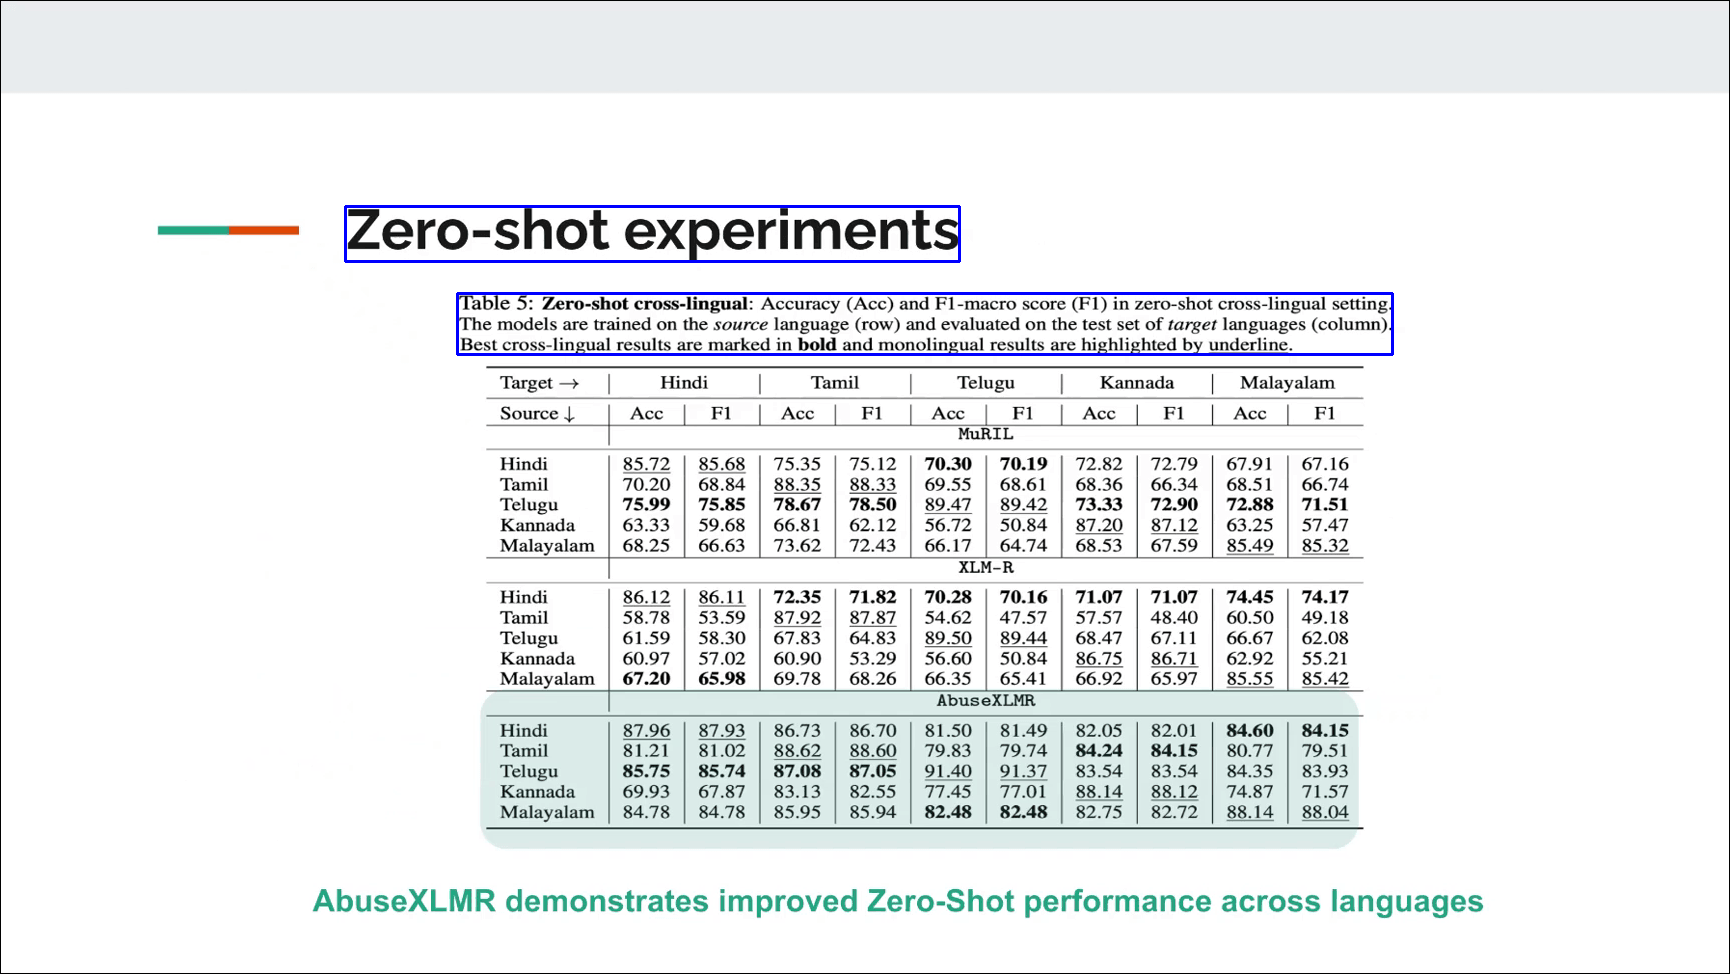 Zero-shot experiments
Table 5: Zero-shot cross-lingual: Accuracy (Acc) and F1-macro score (F1) in zero-shot cross-lingual setting.
The models are trained on the source language (row) and evaluated on the test set of target languages (column).
Best cross-lingual results are marked in bold and monolingual results are highlighted by underline.
Target → Hindi Tamil Telugu Kannada Malayalam
Source ↓ Acc F1 Acc F1 Acc F1 Acc F1 Acc F1
MuRIL
Hindi 85.72 85.68 75.35 75.12 70.30 70.19 72.82 72.79 67.91 67.16
Tamil 70.20 68.84 88.35 88.33 69.55 68.61 68.36 66.34 68.51 66.74
Telugu 75.99 75.85 78.67 78.50 89.47 89.42 73.33 72.90 72.88 71.51
Kannada 63.33 59.68 66.81 62.12 56.72 50.84 87.20 87.12 63.25 57.47
Malayalam 68.25 66.63 73.62 72.43 66.17 64.74 68.53 67.59 85.49 85.32
XLM-R
Hindi 86.12 86.11 72.35 71.82 70.28 70.16 71.07 71.07 74.45 74.17
Tamil 58.78 53.59 87.92 87.87 54.62 47.57 57.57 48.40 60.50 49.18
Telugu 61.59 58.30 67.83 64.83 89.50 89.44 68.47 67.11 66.67 62.08
Kannada 60.97 57.02 60.90 53.29 56.60 50.84 86.75 86.71 62.92 55.21
Malayalam 67.20 65.98 69.78 68.26 66.35 65.41 66.92 65.97 85.55 85.42
AbuseXLMR
Hindi 87.96 87.93 86.73 86.70 81.50 81.49 82.05 82.01 84.60 84.15
Tamil 81.21 81.02 88.62 88.60 79.83 79.74 84.24 84.15 80.77 79.51
Telugu 85.75 85.74 87.08 87.05 91.40 91.37 83.54 83.54 84.35 83.93
Kannada 69.93 67.87 83.13 82.55 77.45 77.01 88.14 88.12 74.87 71.57
Malayalam 84.78 84.78 85.95 85.94 82.48 82.48 82.75 82.72 88.14 88.04
AbuseXLMR demonstrates improved Zero-Shot performance across languages